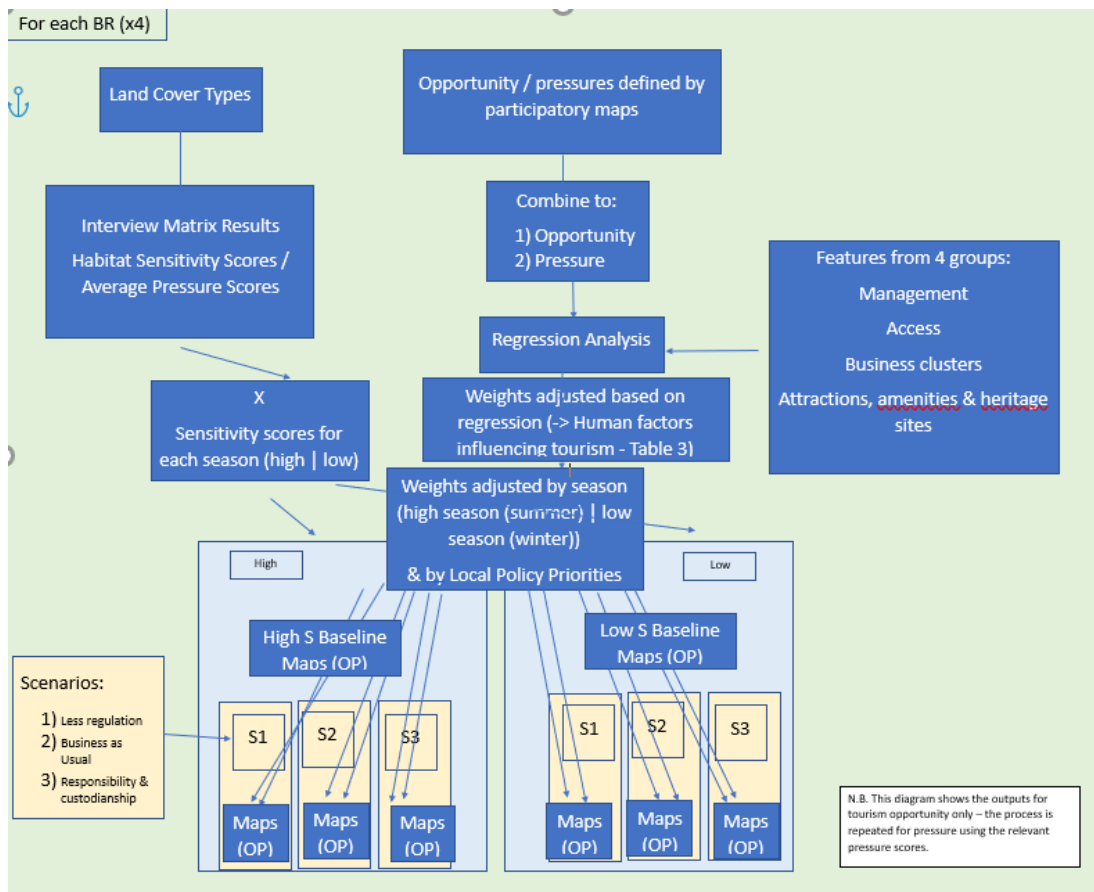 For each BR (x4)
Land Cover Types
Opportunity / pressures defined by
participatory maps
Interview Matrix Results
Habitat Sensitivity Scores /
Average Pressure Scores
Combine to:
1) Opportunity
2) Pressure
Features from 4 groups:
Management
Access
Business clusters
Attractions, amenities & heritage
sites
Regression Analysis
X
Sensitivity scores for
each season (high | low)
Weights adjusted based on
regression (-> Human factors
influencing tourism - Table 3)
Weights adjusted by season
(high season (summer) | low
season (winter))
& by Local Policy Priorities
High
Low
High S Baseline
Maps (OP)
Low S Baseline
Maps (OP)
Scenarios:
1) Less regulation
2) Business as
Usual
3) Responsibility &
custodianship
S1
S2
S3
S1
S2
S3
Maps
(OP)
Maps
(OP)
Maps
(OP)
Maps
(OP)
Maps
(OP)
Maps
(OP)
N.B. This diagram shows the outputs for
tourism opportunity only – the process is
repeated for pressure using the relevant
pressure scores.